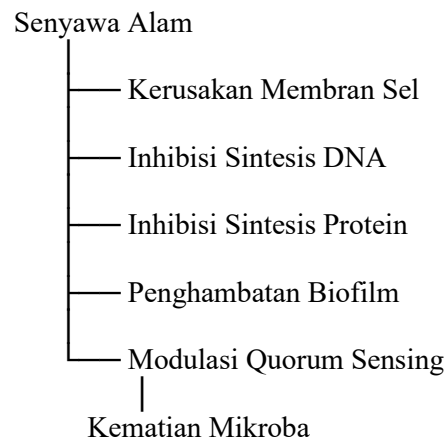 Senyawa Alam
Kerusakan Membran Sel
Inhibisi Sintesis DNA
Inhibisi Sintesis Protein
Penghambatan Biofilm
Modulasi Quorum Sensing
Kematian Mikroba